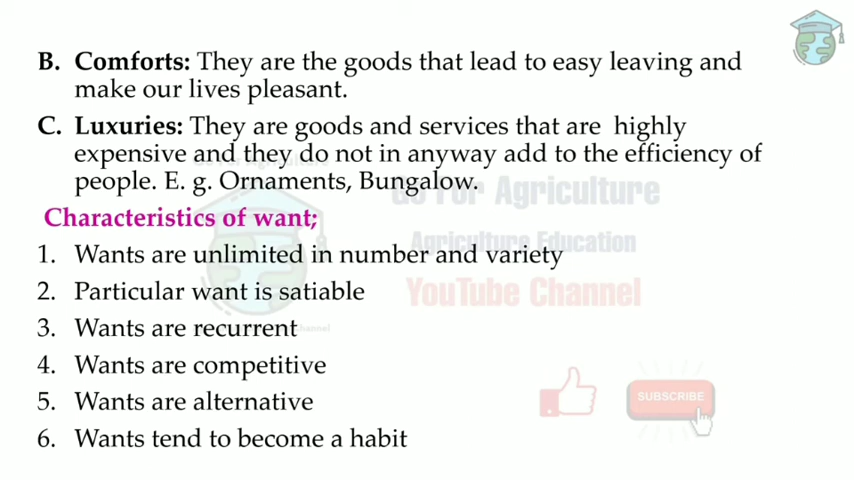 B. Comforts: They are the goods that lead to easy leaving and
make our lives pleasant.
C. Luxuries: They are goods and services that are highly
expensive and they do not in anyway add to the efficiency of
people. E. g. Ornaments, Bungalow.
Go For Agriculture
Characteristics of want;
Agriculture Education
1. Wants are unlimited in number and variety
2. Particular want is satiable
YouTube Channel
3. Wants are recurrent
4. Wants are competitive
SUBSCRIBE
5. Wants are alternative
6. Wants tend to become a habit